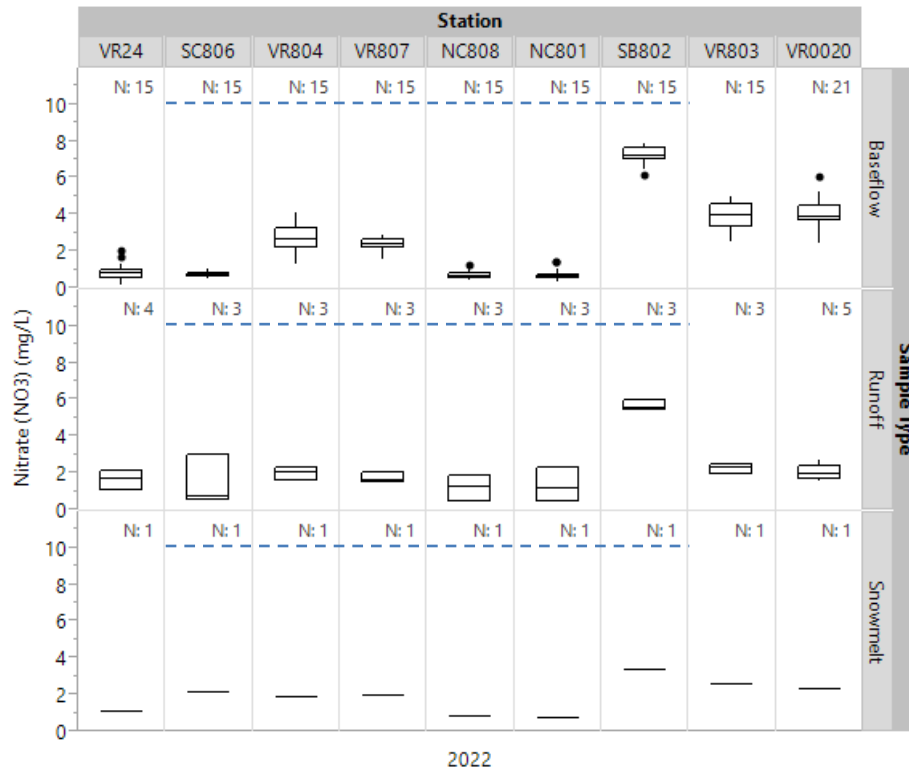 Station
VR24 SC806 VR804 VR807 NC808 NC801 SB802 VR803 VR0020
N: 15 N: 15 N: 15 N: 15 N: 15 N: 15 N: 15 N: 15 N: 21
10
8
6
4
2
0
Baseflow
N: 4 N: 3 N: 3 N: 3 N: 3 N: 3 N: 3 N: 3 N: 5
10
8
6
4
2
0
Runoff
N: 1 N: 1 N: 1 N: 1 N: 1 N: 1 N: 1 N: 1 N: 1
10
8
6
4
2
0
Snowmelt
Nitrate (NO3) (mg/L)
Sample Type
2022